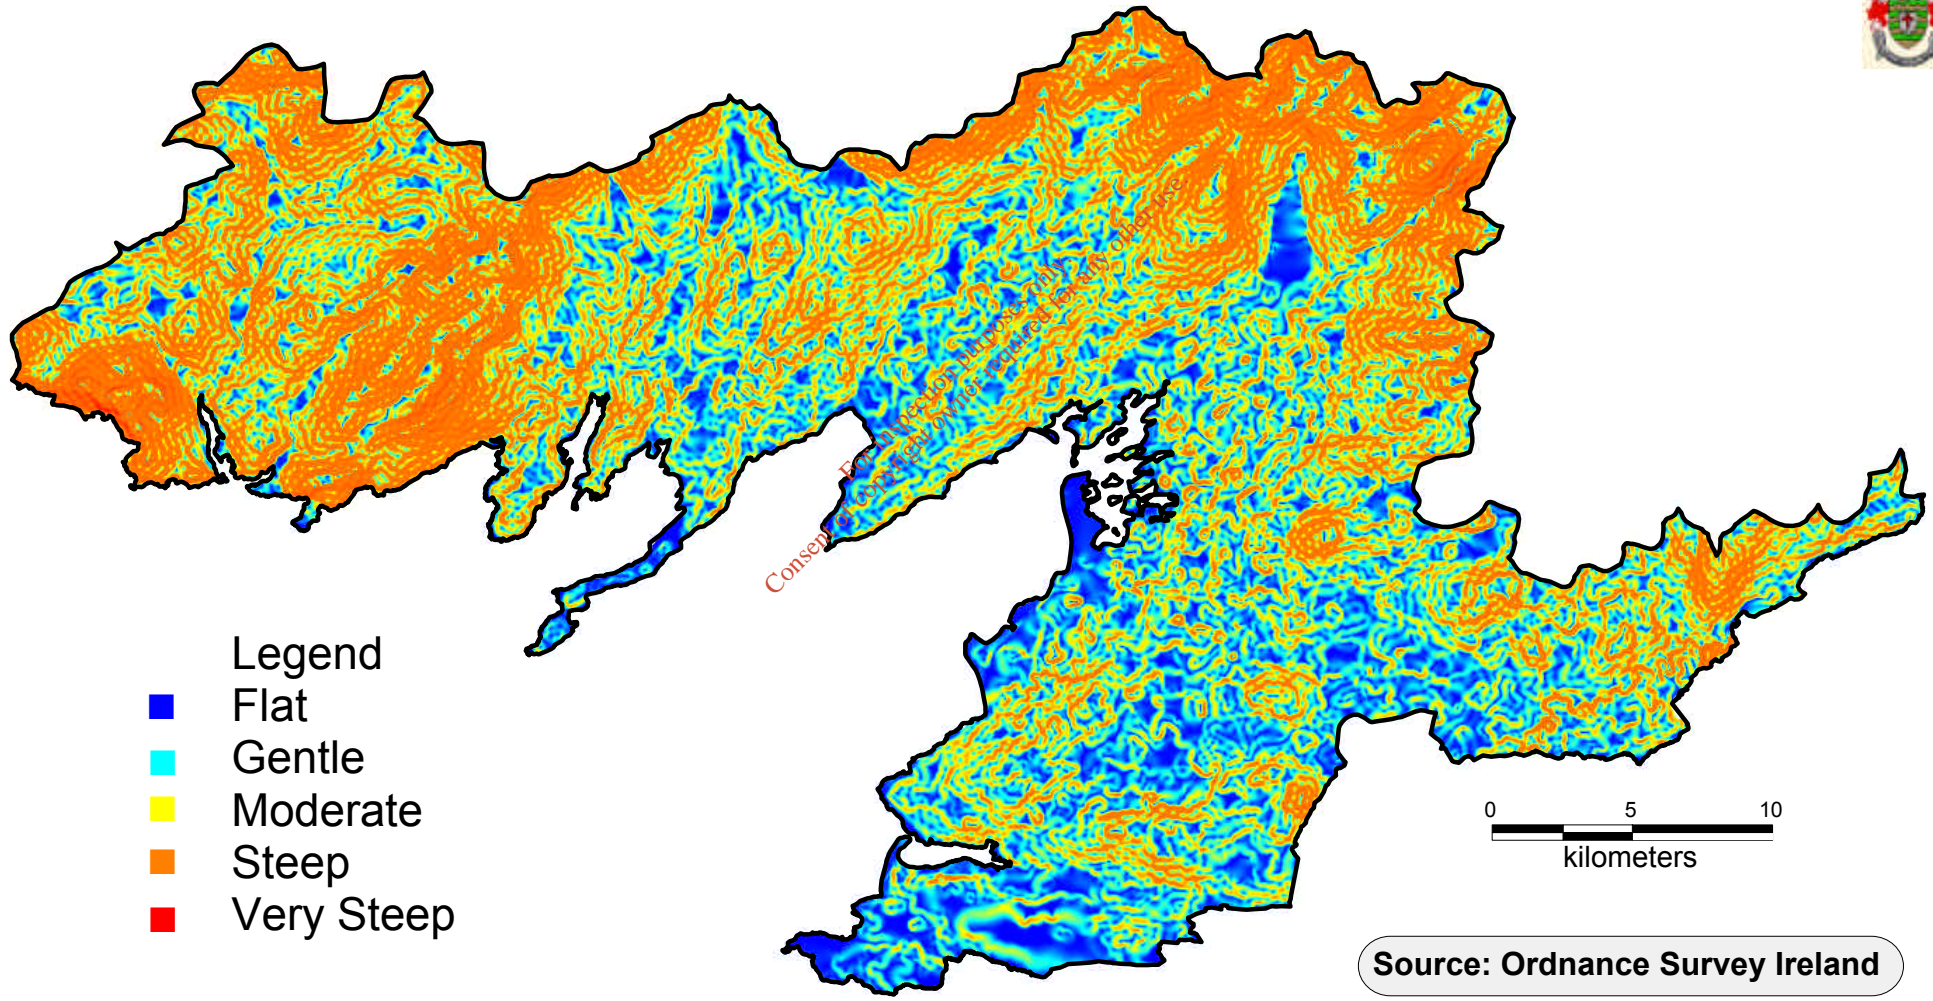 For inspection purposes only.
Consent of copyright owner required for any other use.
Legend
Flat
Gentle
Moderate
Steep
Very Steep
0 5 10
kilometers
Source: Ordnance Survey Ireland